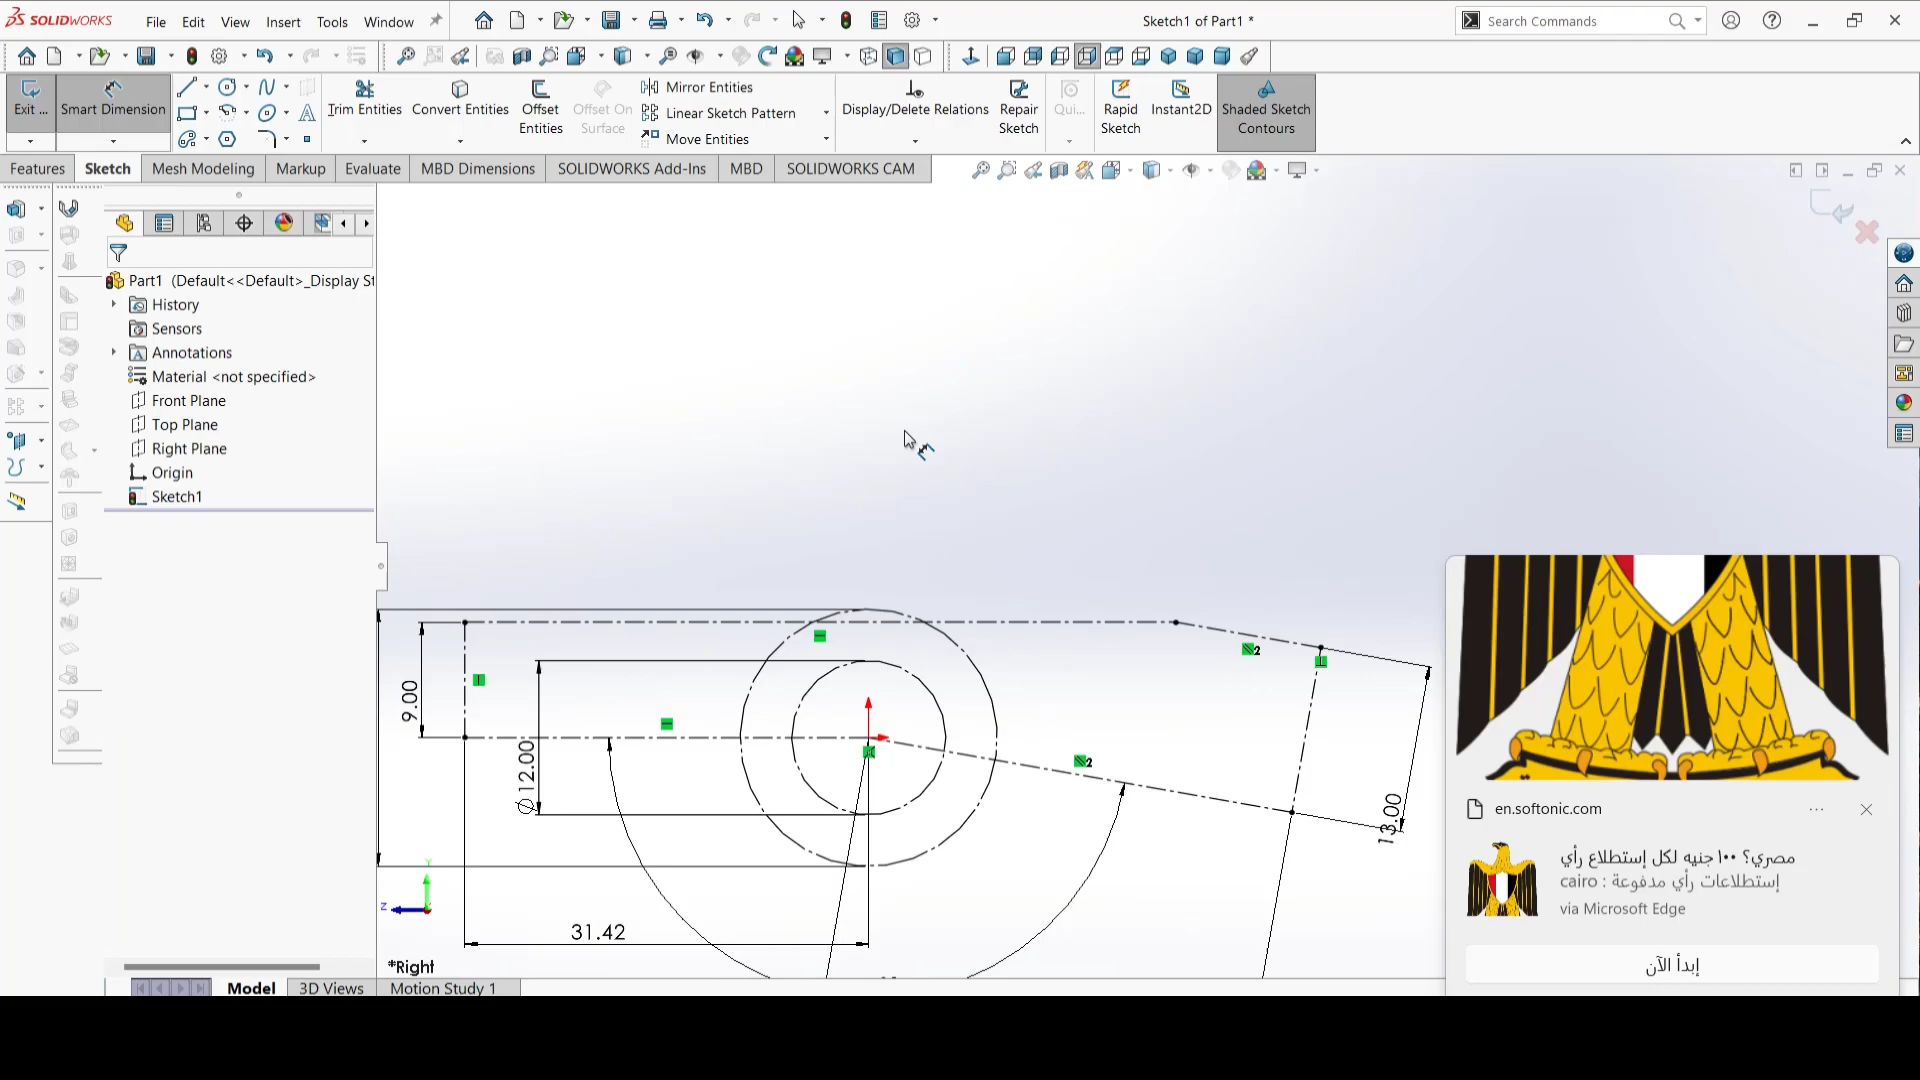 SOLIDWORKS File Edit View Insert Tools Window Sketch1 of Part1 * Search Commands
Exit ... Smart Dimension Trim Entities Convert Entities Offset Entities Offset On Surface Mirror Entities Linear Sketch Pattern Move Entities Display/Delete Relations Repair Sketch Qui... Rapid Sketch Instant2D Shaded Sketch Contours
Features Sketch Mesh Modeling Markup Evaluate MBD Dimensions SOLIDWORKS Add-Ins MBD SOLIDWORKS CAM
Part1 (Default<<Default>_Display St
History
Sensors
Annotations
Material <not specified>
Front Plane
Top Plane
Right Plane
Origin
Sketch1
9.00
∅12.00
31.42
13.00
2
2
Y
Z
*Right
en.softonic.com
مصري؟ ١٠٠ جنيه لكل إستطلاع رأي
إستطلاعات رأي مدفوعة : cairo
via Microsoft Edge
إبدأ الآن
Model 3D Views Motion Study 1